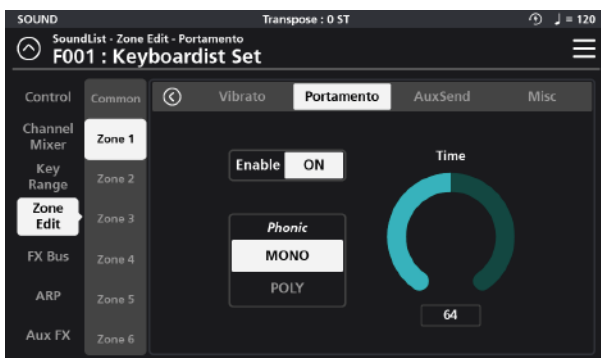 SOUND
Transpose : 0 ST
♩ = 120
SoundList - Zone Edit - Portamento
F001 : Keyboardist Set
Control
Channel
Mixer
Key
Range
Zone
Edit
FX Bus
ARP
Aux FX
Common
Zone 1
Zone 2
Zone 3
Zone 4
Zone 5
Zone 6
Vibrato
Portamento
AuxSend
Misc
Enable ON
Phonic
MONO
POLY
Time
64